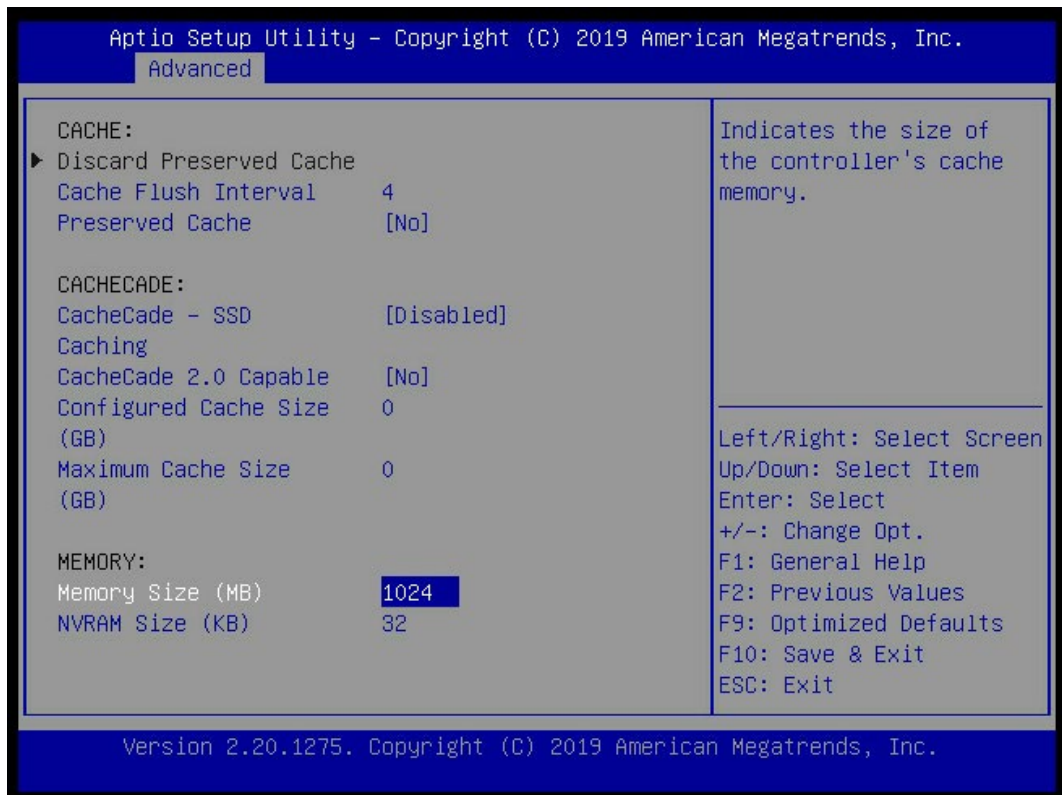 Aptio Setup Utility – Copyright (C) 2019 American Megatrends, Inc.
Advanced
CACHE:
Discard Preserved Cache
Cache Flush Interval 4
Preserved Cache [No]
CACHECADE:
CacheCade – SSD [Disabled]
Caching
CacheCade 2.0 Capable [No]
Configured Cache Size 0
(GB)
Maximum Cache Size 0
(GB)
MEMORY:
Memory Size (MB) 1024
NVRAM Size (KB) 32
Indicates the size of
the controller's cache
memory.
Left/Right: Select Screen
Up/Down: Select Item
Enter: Select
+/-: Change Opt.
F1: General Help
F2: Previous Values
F9: Optimized Defaults
F10: Save & Exit
ESC: Exit
Version 2.20.1275. Copyright (C) 2019 American Megatrends, Inc.